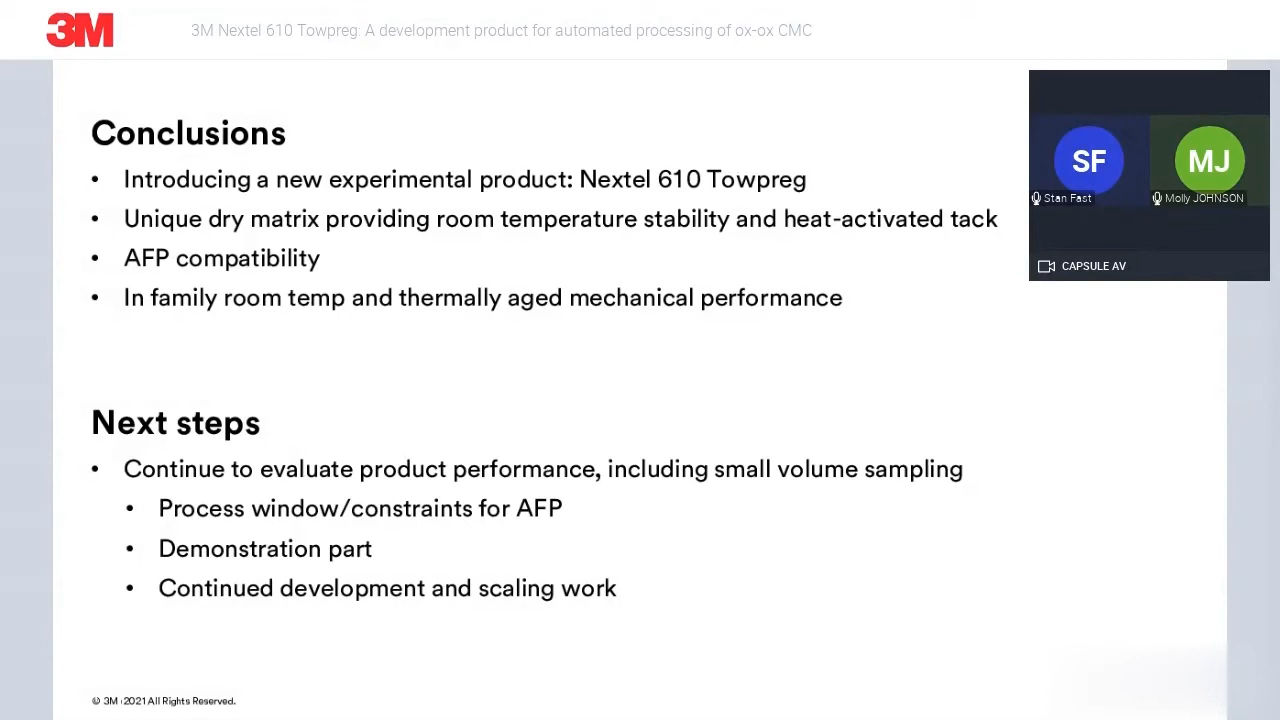 3M
3M Nextel 610 Towpreg: A development product for automated processing of ox-ox CMC
Conclusions
• Introducing a new experimental product: Nextel 610 Towpreg
• Unique dry matrix providing room temperature stability and heat-activated tack
• AFP compatibility
• In family room temp and thermally aged mechanical performance
SF
MJ
Stan Fast
Molly JOHNSON
CAPSULE AV
Next steps
• Continue to evaluate product performance, including small volume sampling
• Process window/constraints for AFP
• Demonstration part
• Continued development and scaling work
© 3M 2021 All Rights Reserved.